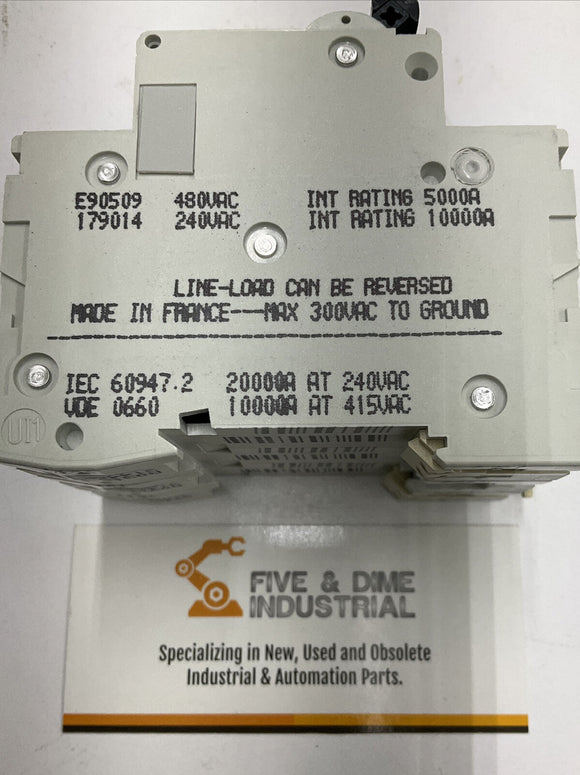 E90509 480VAC INT RATING 5000A
179014 240VAC INT RATING 10000A
LINE-LOAD CAN BE REVERSED
MADE IN FRANCE---MAX 300VAC TO GROUND
IEC 60947.2 20000A AT 240VAC
VDE 0660 10000A AT 415VAC
FIVE & DIME
INDUSTRIAL
Specializing in New, Used and Obsolete
Industrial & Automation Parts.